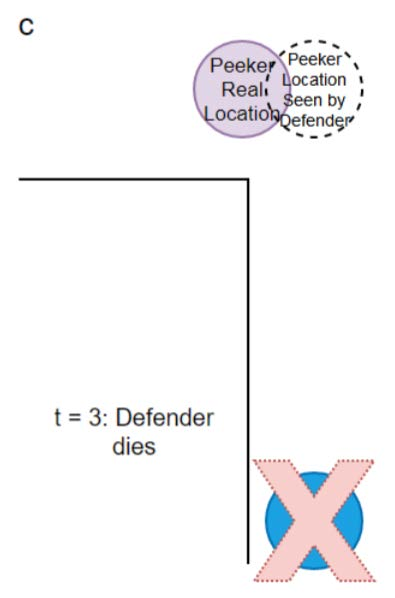 C
Peeker
Real
Location
Peeker
Location
Seen by
Defender
t = 3: Defender
dies